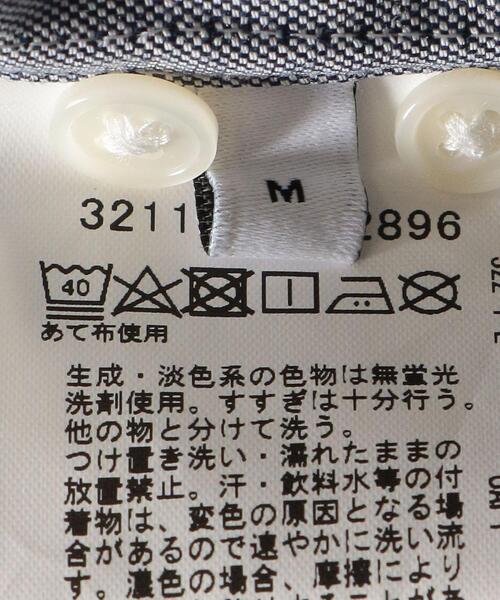 M
3211
2896
40
あて布使用
生成・淡色系の色物は無蛍光
洗剤使用。すすぎは十分行う。
他の物と分けて洗う。
つけ置き洗い・濡れたままの
放置禁止。汗・飲料水等の付
着物は、変色の原因となる場
合があるので速やかに洗い流
す。濃色の場合、摩擦により